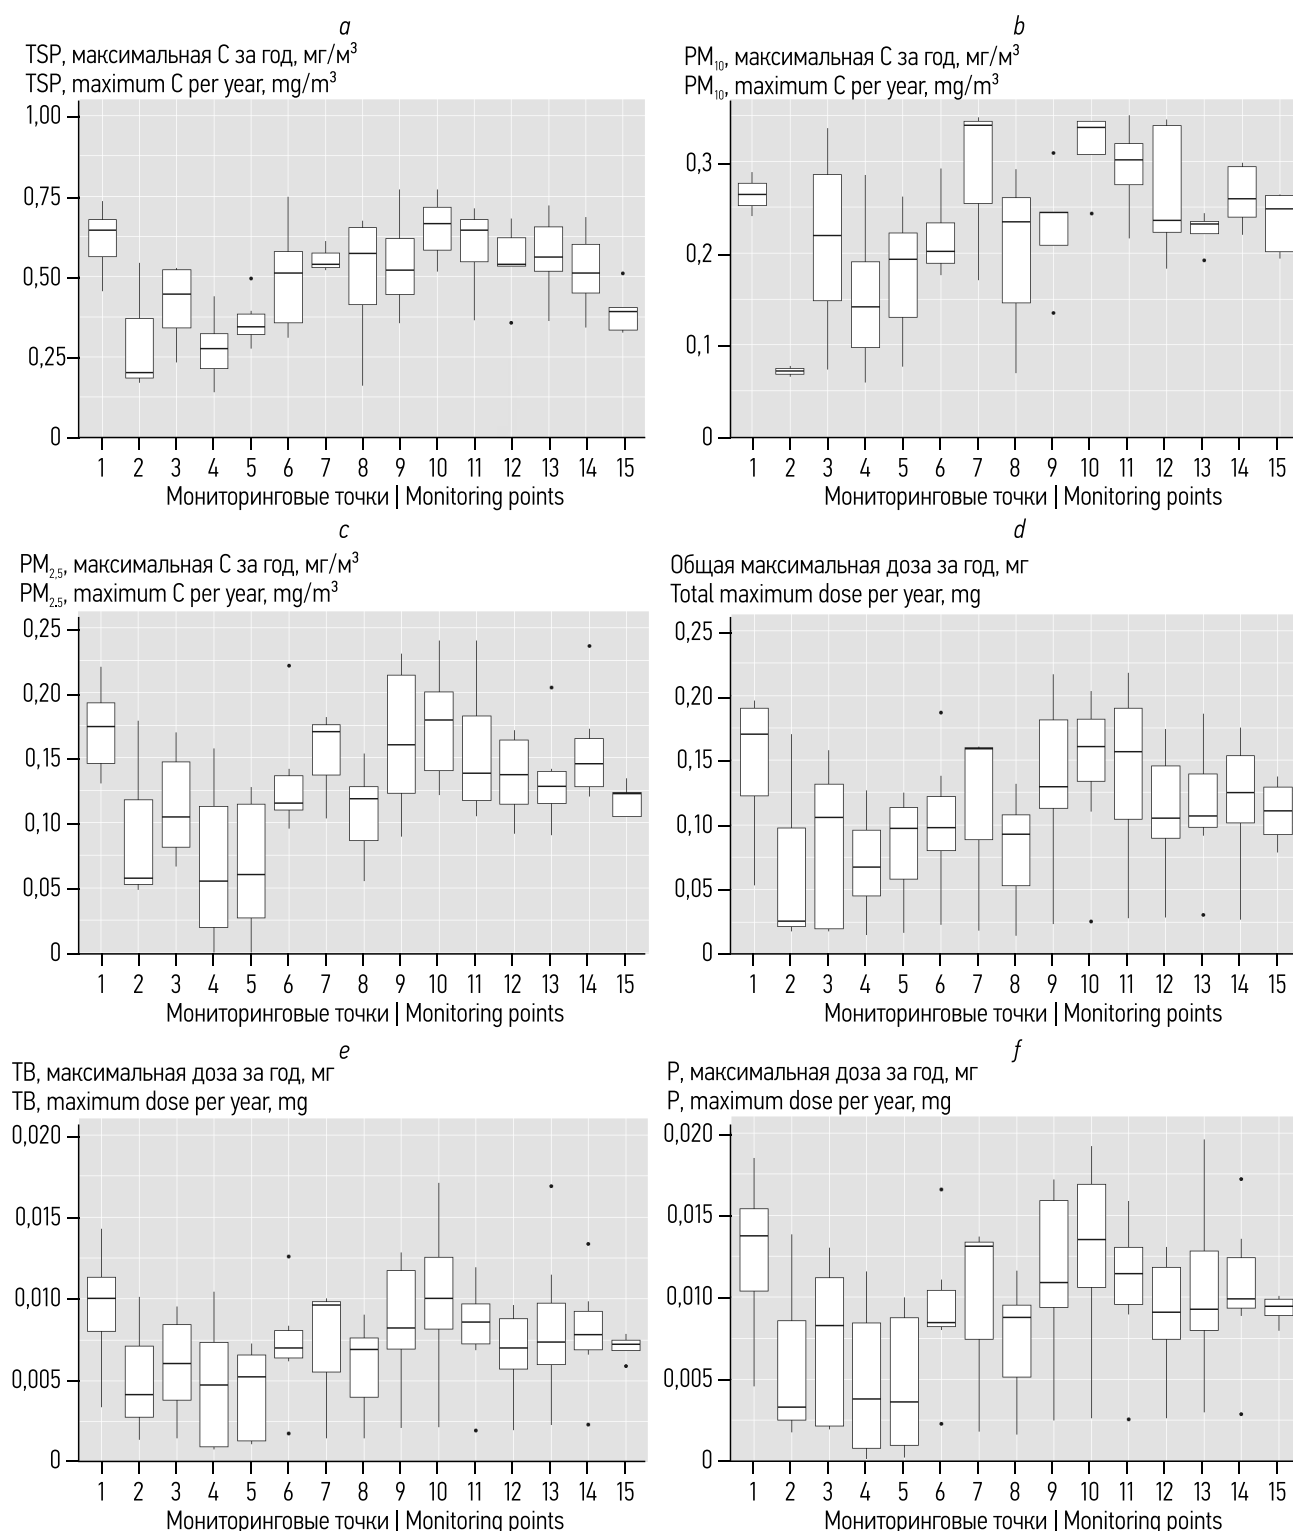 a
TSP, максимальная C за год, мг/м³
TSP, maximum C per year, mg/m³
1,00
0,75
0,50
0,25
0
1 2 3 4 5 6 7 8 9 10 11 12 13 14 15
Мониторинговые точки | Monitoring points
b
PM₁₀, максимальная C за год, мг/м³
PM₁₀, maximum C per year, mg/m³
0,3
0,2
0,1
0
1 2 3 4 5 6 7 8 9 10 11 12 13 14 15
Мониторинговые точки | Monitoring points
c
PM₂,₅, максимальная C за год, мг/м³
PM₂.₅, maximum C per year, mg/m³
0,25
0,20
0,15
0,10
0,05
0
1 2 3 4 5 6 7 8 9 10 11 12 13 14 15
Мониторинговые точки | Monitoring points
d
Общая максимальная доза за год, мг
Total maximum dose per year, mg
0,25
0,20
0,15
0,10
0,05
0
1 2 3 4 5 6 7 8 9 10 11 12 13 14 15
Мониторинговые точки | Monitoring points
e
TB, максимальная доза за год, мг
TB, maximum dose per year, mg
0,020
0,015
0,010
0,005
0
1 2 3 4 5 6 7 8 9 10 11 12 13 14 15
Мониторинговые точки | Monitoring points
f
P, максимальная доза за год, мг
P, maximum dose per year, mg
0,020
0,015
0,010
0,005
0
1 2 3 4 5 6 7 8 9 10 11 12 13 14 15
Мониторинговые точки | Monitoring points